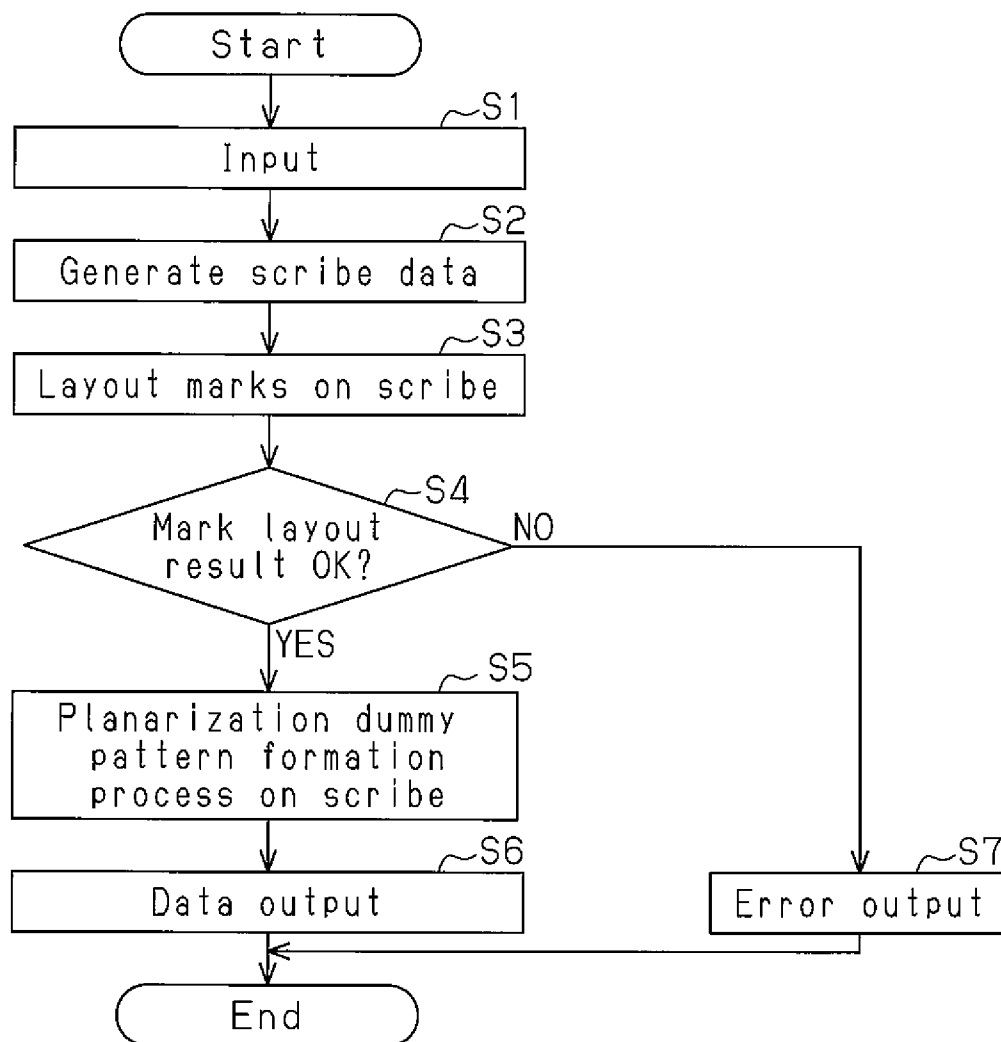 Start
S1
Input
S2
Generate scribe data
S3
Layout marks on scribe
S4
Mark layout
result OK?
NO
YES
S5
Planarization dummy
pattern formation
process on scribe
S6
Data output
S7
Error output
End